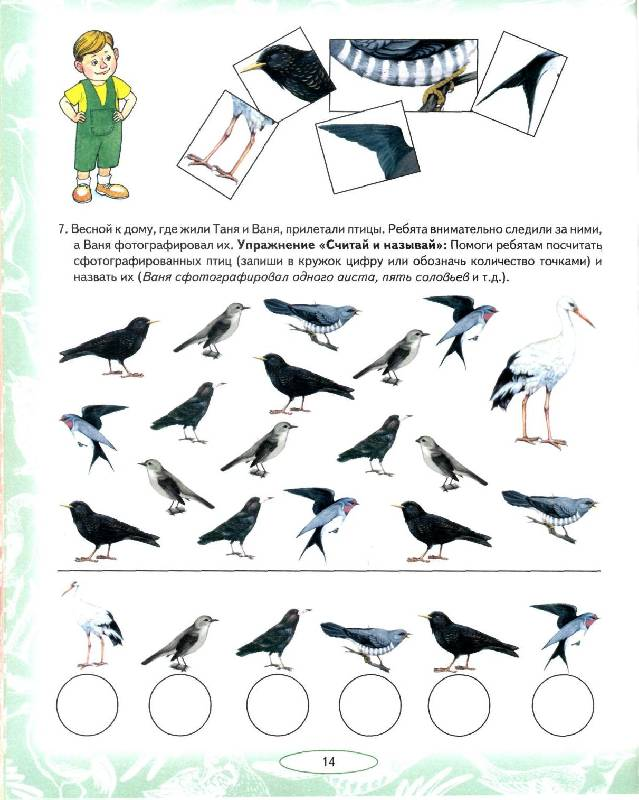 7. Весной к дому, где жили Таня и Ваня, прилетали птицы. Ребята внимательно следили за ними,
а Ваня фотографировал их. Упражнение «Считай и называй»: Помоги ребятам посчитать
сфотографированных птиц (запиши в кружок цифру или обозначь количество точками) и
назвать их (Ваня сфотографировал одного аиста, пять соловьев и т.д.).
14